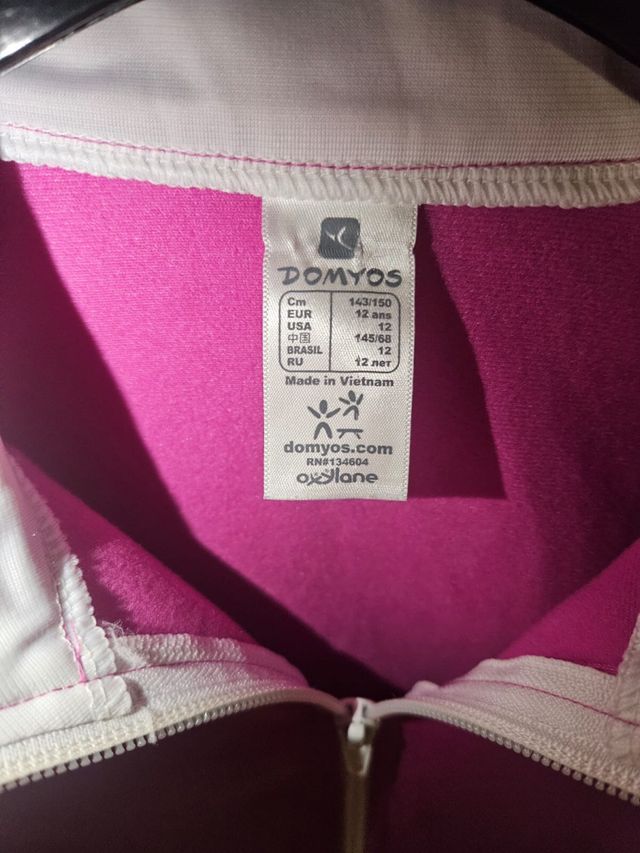 DOMYOS
Cm 143/150
EUR 12 ans
USA 12
中国 145/68
BRASIL 12
RU 12 лет
Made in Vietnam
domyos.com
RN#134604
oxylane